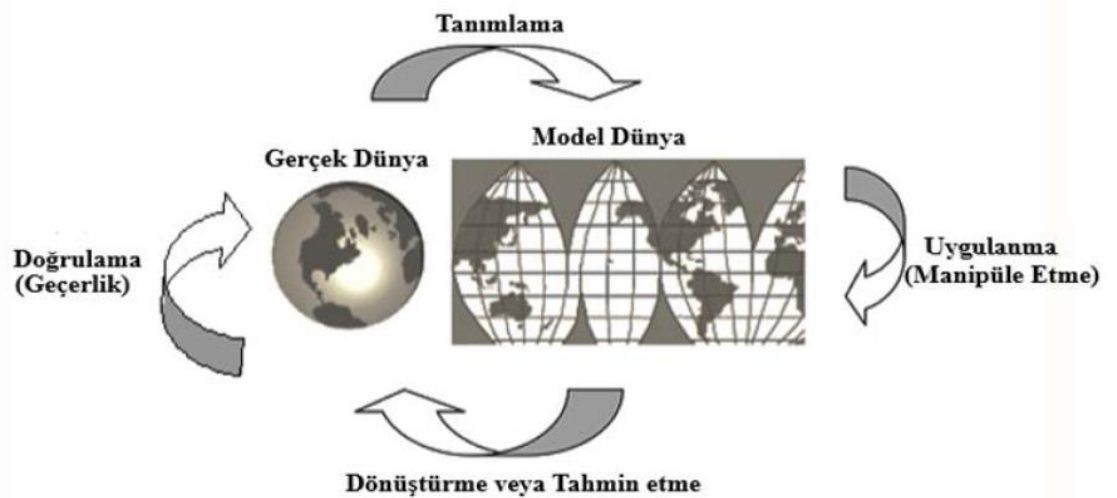 Tanımlama
Model Dünya
Gerçek Dünya
Doğrulama
(Geçerlik)
Uygulanma
(Manipüle Etme)
Dönüştürme veya Tahmin etme